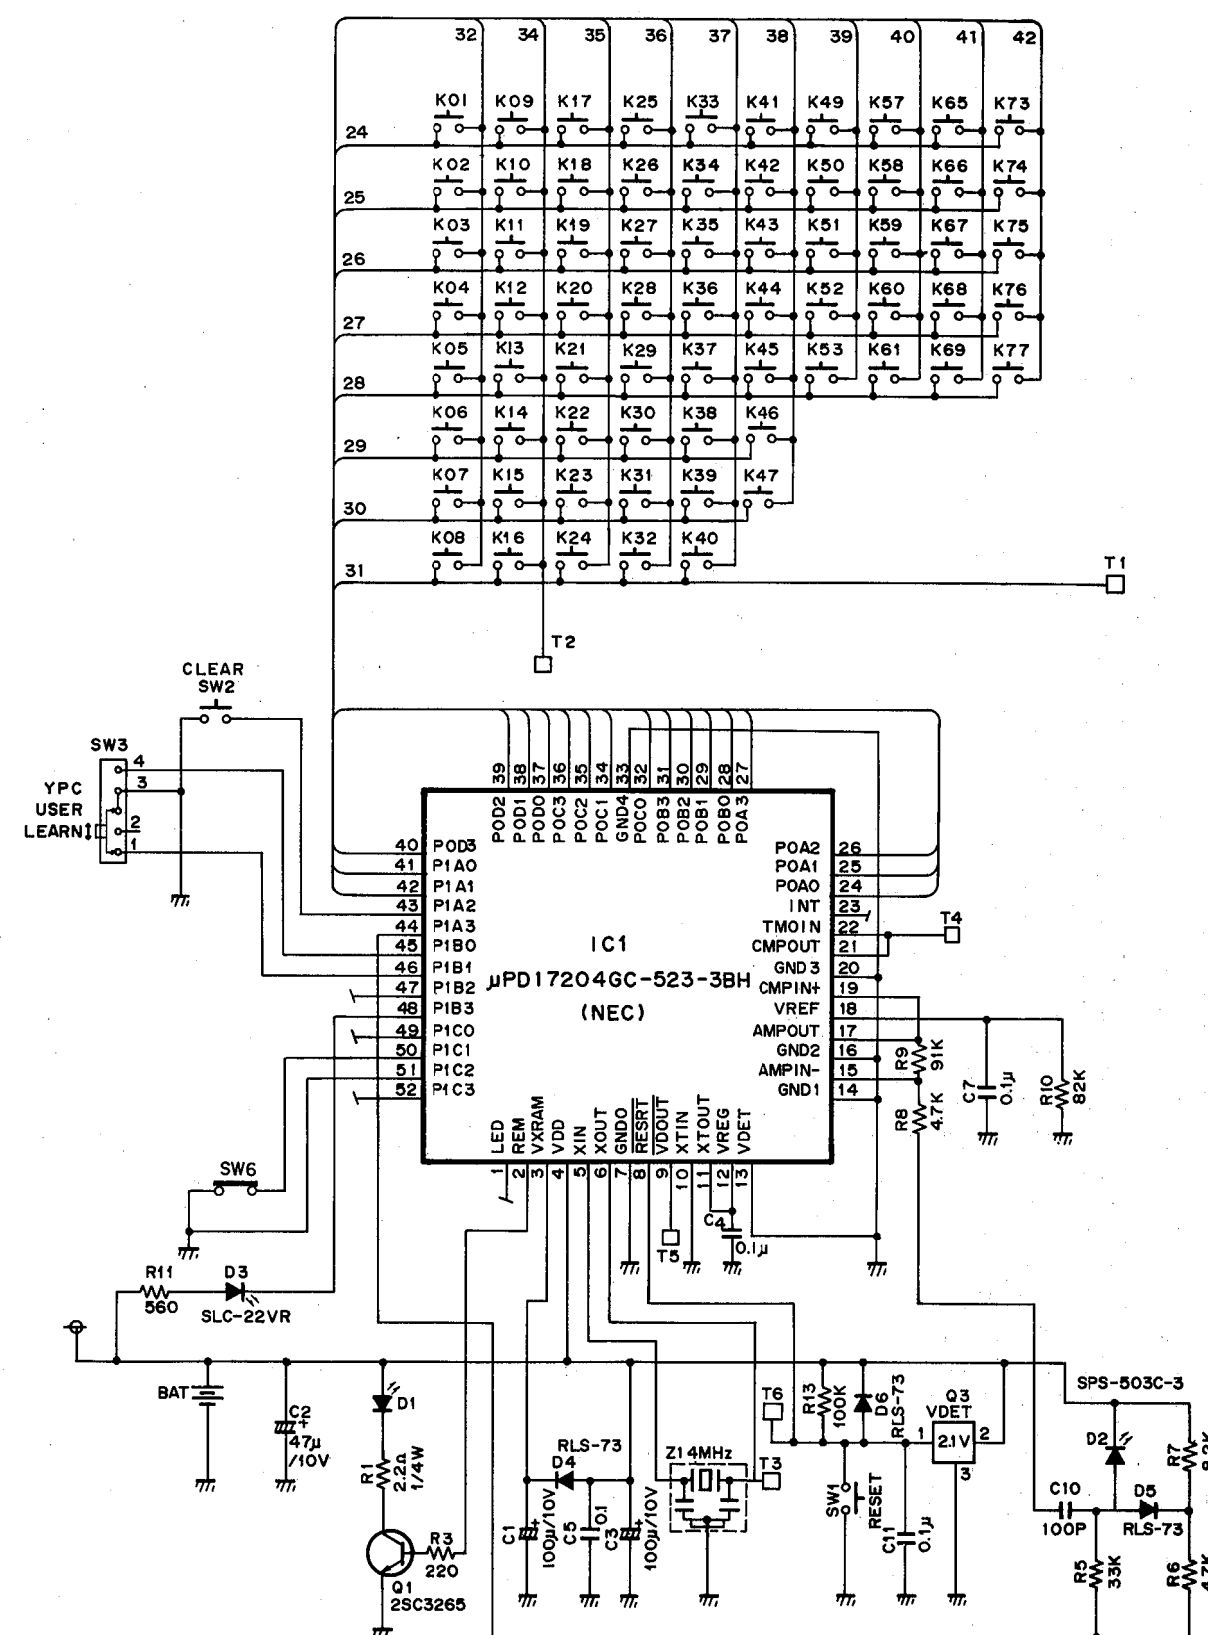 32 34 35 36 37 38 39 40 41 42
K01 K09 K17 K25 K33 K41 K49 K57 K65 K73
24
K02 K10 K18 K26 K34 K42 K50 K58 K66 K74
25
K03 K11 K19 K27 K35 K43 K51 K59 K67 K75
26
K04 K12 K20 K28 K36 K44 K52 K60 K68 K76
27
K05 K13 K21 K29 K37 K45 K53 K61 K69 K77
28
K06 K14 K22 K30 K38 K46
29
K07 K15 K23 K31 K39 K47
30
K08 K16 K24 K32 K40
31
T1
T2
CLEAR
SW2
SW3
4
3
2
1
YPC
USER
LEARN
39 38 37 36 35 34 33 32 31 30 29 28 27
POD2 POD1 POD0 POC3 POC2 POC1 GND4 POC0 POB3 POB2 POB1 POB0 POA3
40 POD3
41 P1A0
42 P1A1
43 P1A2
44 P1A3
45 P1B0
46 P1B1
47 P1B2
48 P1B3
49 P1C0
50 P1C1
51 P1C2
52 P1C3
IC1
μPD17204GC-523-3BH
(NEC)
POA2 26
POA1 25
POA0 24
INT 23
TMOIN 22
CMPOUT 21
GND3 20
CMPIN+ 19
VREF 18
AMPOUT 17
GND2 16
AMPIN- 15
GND1 14
T4
R9 91K
R8 4.7K
C7 0.1μ
R10 82K
LED REM VXRAM VDD XIN XOUT GNDO RESRT VDOUT XTIN XTOUT VREG VDET
1 2 3 4 5 6 7 8 9 10 11 12 13
SW6
T5
C4
0.1μ
R11
560
D3
SLC-22VR
BAT
C2
+
47μ
/10V
D1
R1
2.2Ω
1/4W
R3
220
Q1
2SC3265
RLS-73
D4
C1 + 100μ/10V
C5 0.1
C3 + 100μ/10V
Z1 4MHz
T3
T6
R13 100K
D6 RLS-73
Q3
VDET
1 2.1V 2
3
SW1 RESET
C11 0.1μ
SPS-503C-3
D2
R7
C10
100P
D5
RLS-73
R5 33K
R6